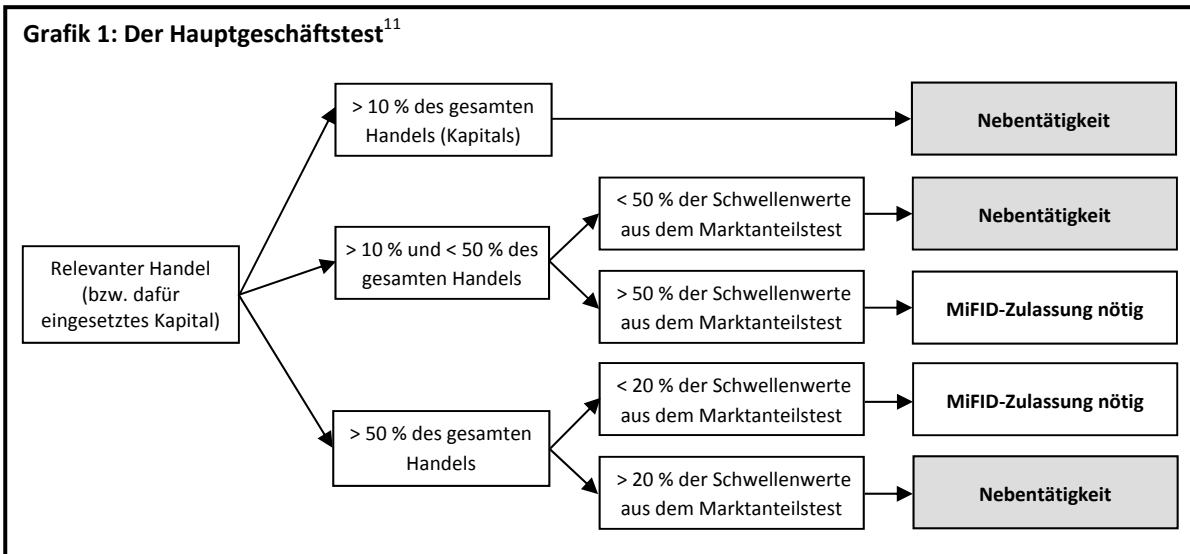 Grafik 1: Der Hauptgeschäftstest11
> 10 % des gesamten
Handels (Kapitals)
Nebentätigkeit
Relevanter Handel
(bzw. dafür
eingesetztes Kapital)
> 10 % und < 50 % des
gesamten Handels
< 50 % der Schwellenwerte
aus dem Marktanteilstest
Nebentätigkeit
> 50 % der Schwellenwerte
aus dem Marktanteilstest
MiFID-Zulassung nötig
> 50 % des gesamten
Handels
< 20 % der Schwellenwerte
aus dem Marktanteilstest
MiFID-Zulassung nötig
> 20 % der Schwellenwerte
aus dem Marktanteilstest
Nebentätigkeit